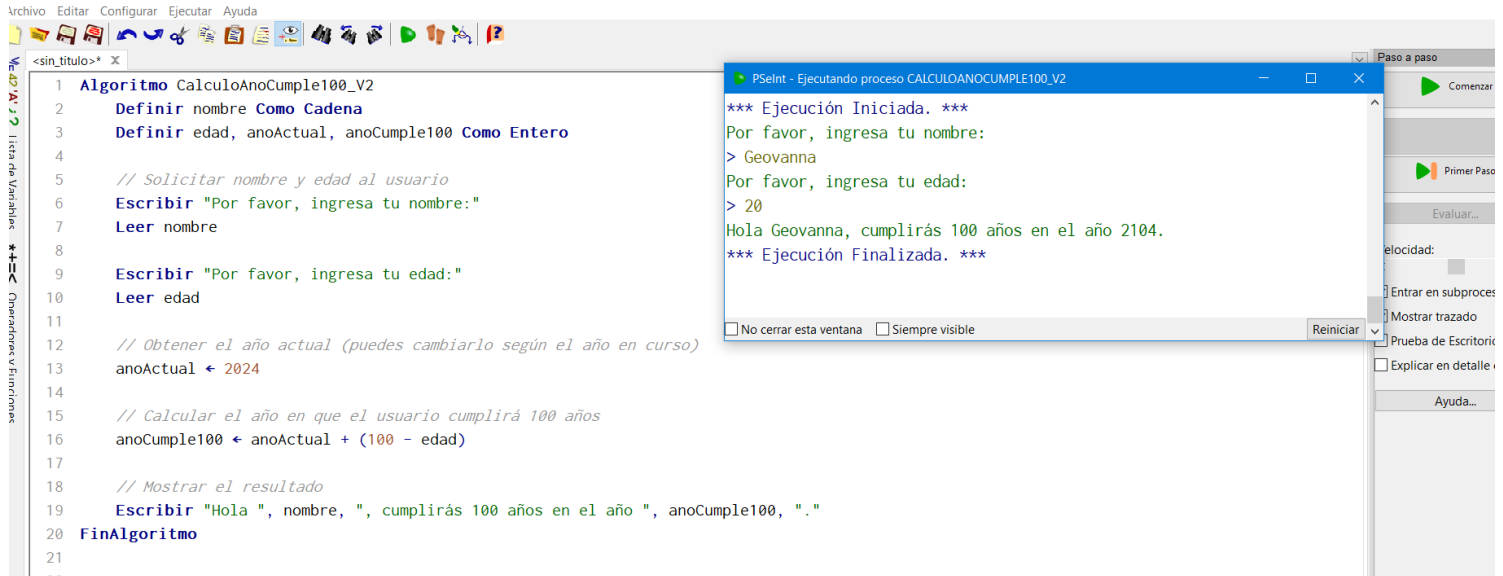 Archivo Editar Configurar Ejecutar Ayuda
<sin_titulo>* X
Lista de Variables
Operadores y Funciones
1 Algoritmo CalculoAnoCumple100_V2
2 Definir nombre Como Cadena
3 Definir edad, anoActual, anoCumple100 Como Entero
4
5 // Solicitar nombre y edad al usuario
6 Escribir "Por favor, ingresa tu nombre:"
7 Leer nombre
8
9 Escribir "Por favor, ingresa tu edad:"
10 Leer edad
11
12 // Obtener el año actual (puedes cambiarlo según el año en curso)
13 anoActual ← 2024
14
15 // Calcular el año en que el usuario cumplirá 100 años
16 anoCumple100 ← anoActual + (100 - edad)
17
18 // Mostrar el resultado
19 Escribir "Hola ", nombre, ", cumplirás 100 años en el año ", anoCumple100, "."
20 FinAlgoritmo
21
PSeInt - Ejecutando proceso CALCULOANOCUMPLE100_V2
*** Ejecución Iniciada. ***
Por favor, ingresa tu nombre:
> Geovanna
Por favor, ingresa tu edad:
> 20
Hola Geovanna, cumplirás 100 años en el año 2104.
*** Ejecución Finalizada. ***
No cerrar esta ventana Siempre visible Reiniciar
Paso a paso
Comenzar
Primer Paso
Evaluar...
elocidad:
Entrar en subproces
Mostrar trazado
Prueba de Escritorio
Explicar en detalle
Ayuda...